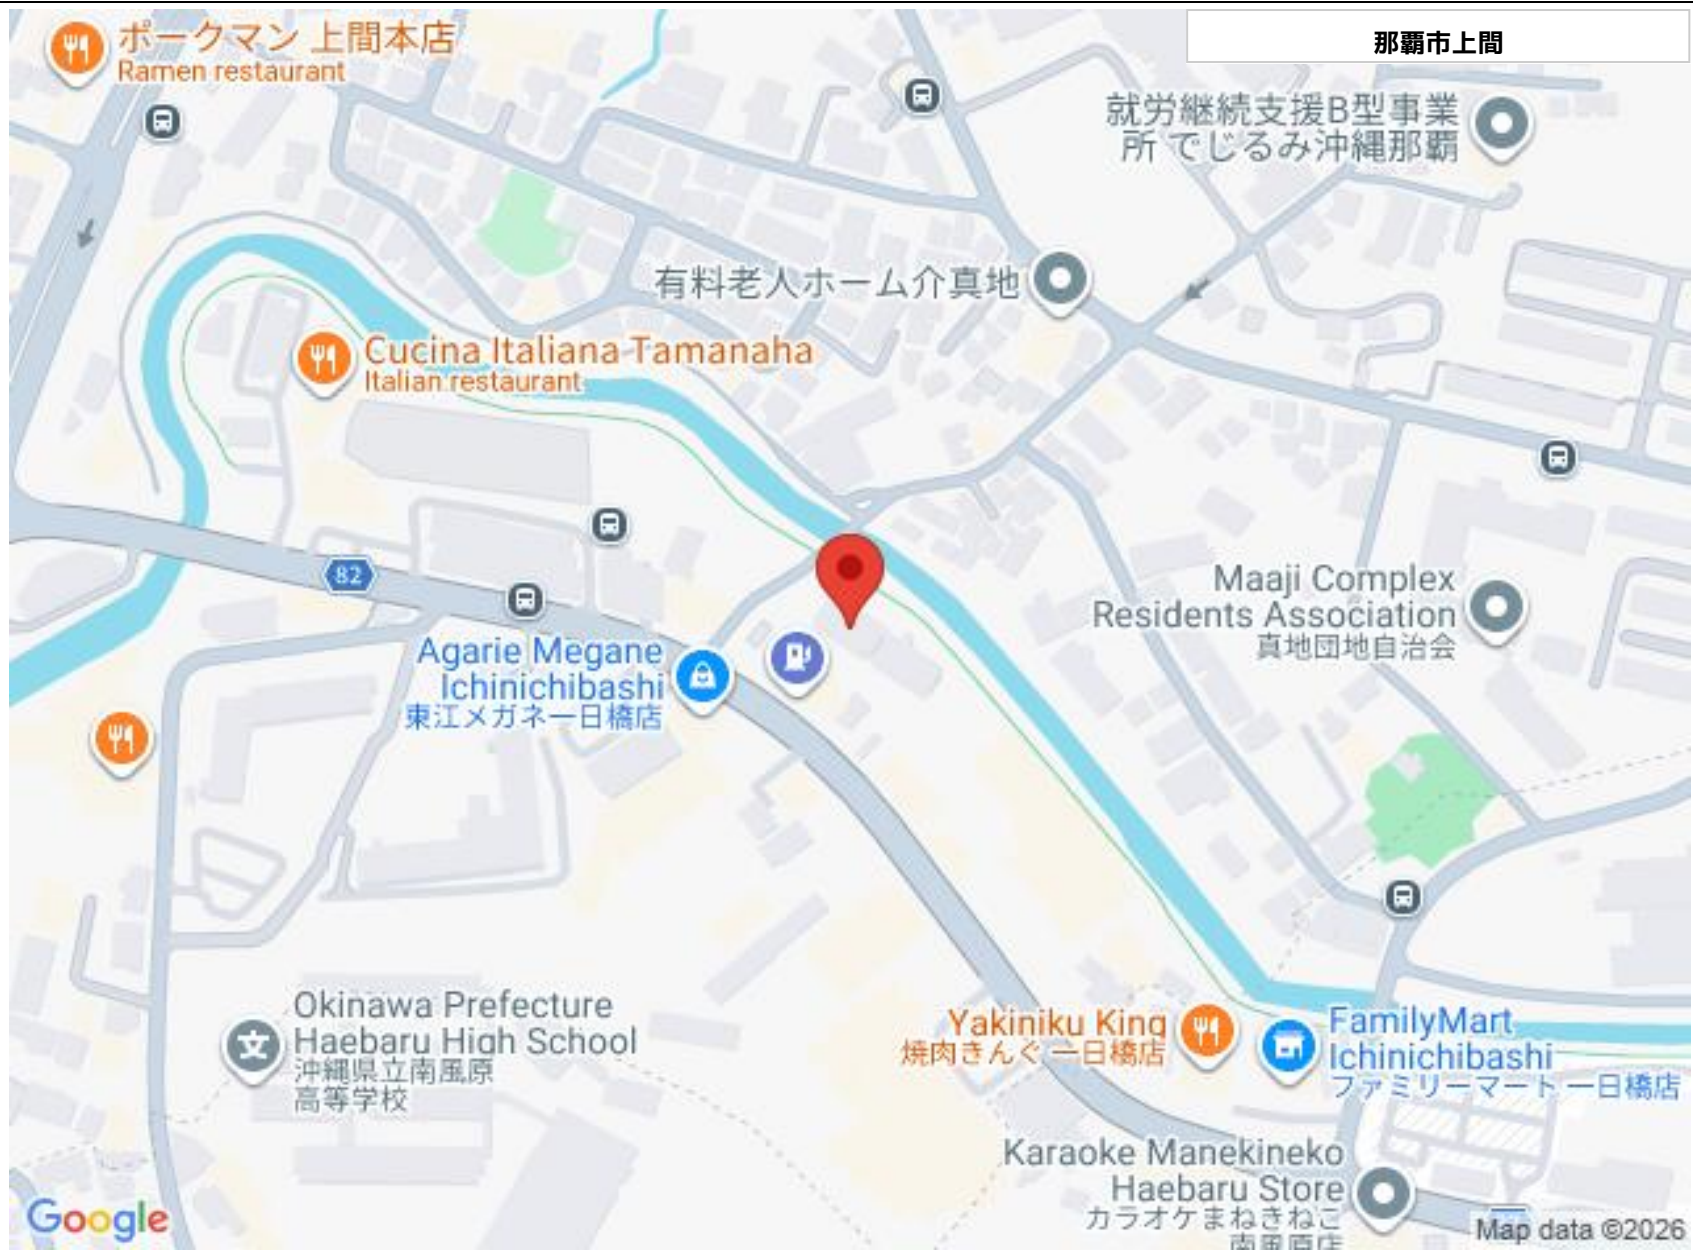 那覇市上間
ポークマン 上間本店
Ramen restaurant
就労継続支援B型事業
所 でじるみ沖縄那覇
有料老人ホーム介真地
Cucina Italiana Tamanaha
Italian restaurant
82
Maaji Complex
Residents Association
真地団地自治会
Agarie Megane
Ichinichibashi
東江メガネ一日橋店
Okinawa Prefecture
Haebaru High School
沖縄県立南風原
高等学校
文
Yakiniku King
焼肉きんぐ 一日橋店
FamilyMart
Ichinichibashi
ファミリーマート 一日橋店
Karaoke Manekineko
Haebaru Store
カラオケまねきねこ
南風原店
Google
Map data ©2026